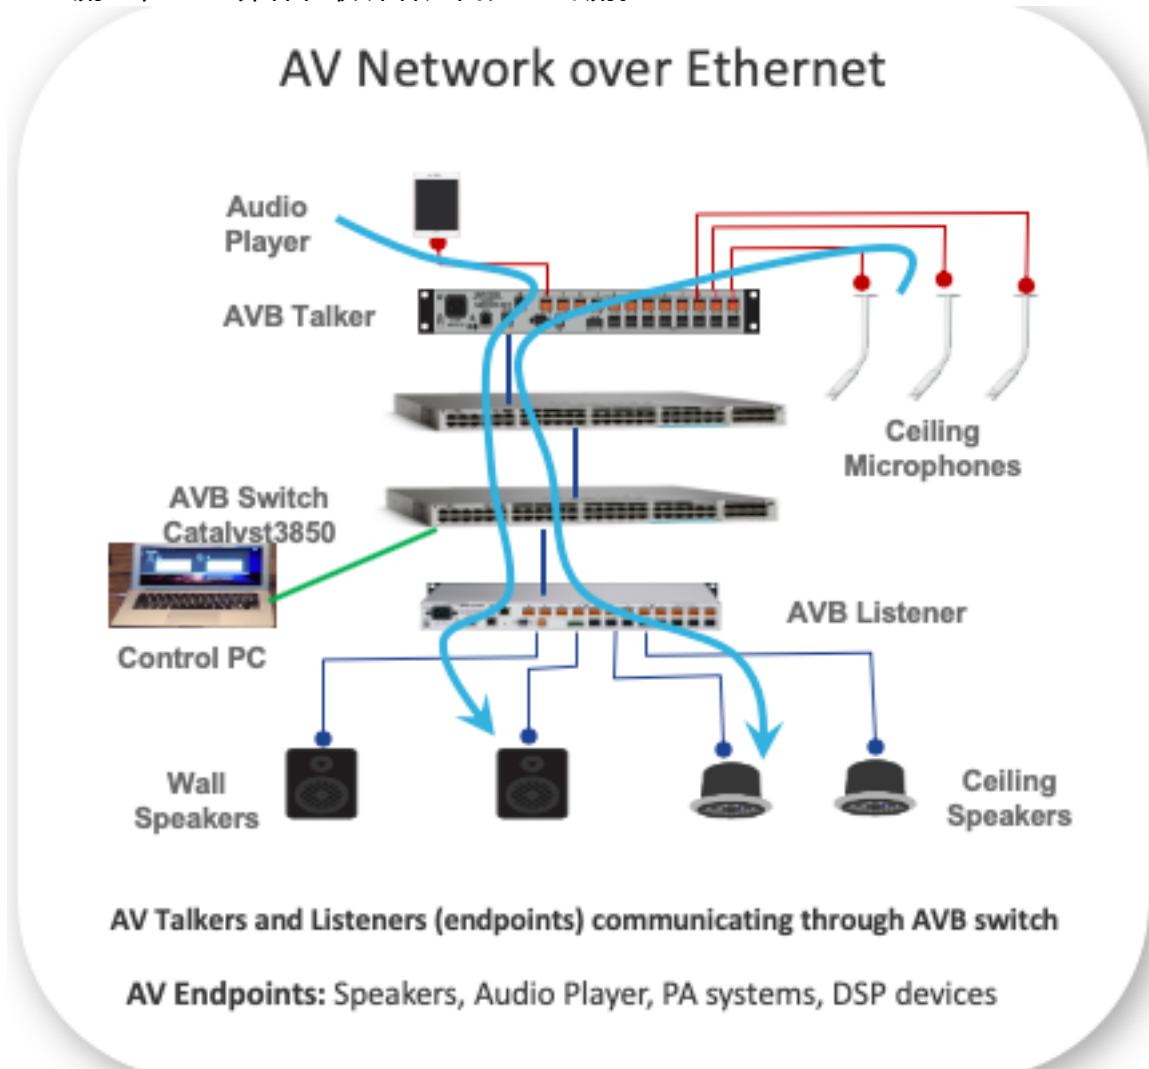 AV Network over Ethernet
Audio
Player
AVB Talker
Ceiling
Microphones
AVB Switch
Catalyst3850
AVB Listener
Control PC
Wall
Speakers
Ceiling
Speakers
AV Talkers and Listeners (endpoints) communicating through AVB switch
AV Endpoints: Speakers, Audio Player, PA systems, DSP devices